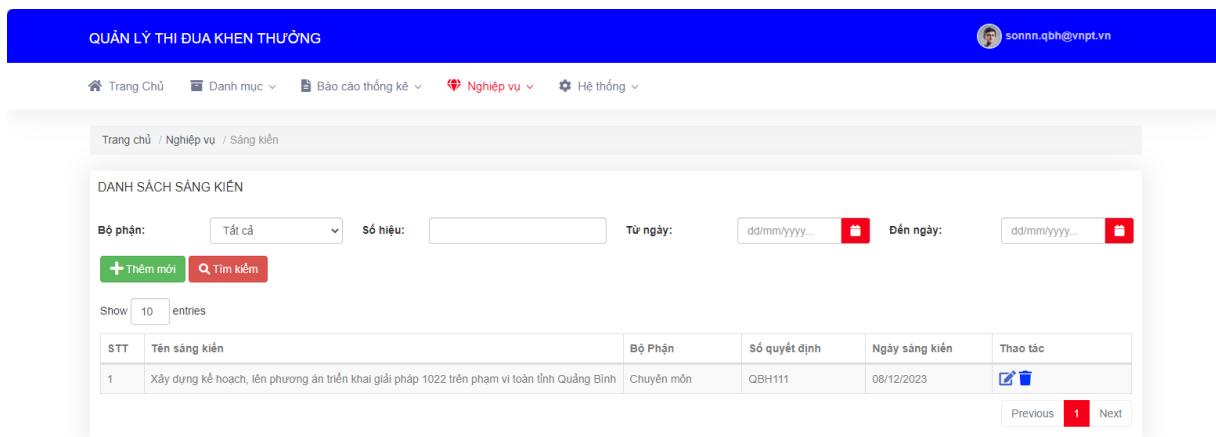 QUẢN LÝ THI ĐUA KHEN THƯỞNG
sonnn.qbh@vnpt.vn
Trang Chủ Danh mục Báo cáo thống kê Nghiệp vụ Hệ thống
Trang chủ / Nghiệp vụ / Sáng kiến
DANH SÁCH SÁNG KIẾN
Bộ phận: Tất cả Số hiệu: Từ ngày: dd/mm/yyyy... Đến ngày: dd/mm/yyyy...
Thêm mới Tìm kiếm
Show 10 entries
STT Tên sáng kiến Bộ Phận Số quyết định Ngày sáng kiến Thao tác
1 Xây dựng kế hoạch, lên phương án triển khai giải pháp 1022 trên phạm vi toàn tỉnh Quảng Bình Chuyên môn QBH111 08/12/2023
Previous 1 Next